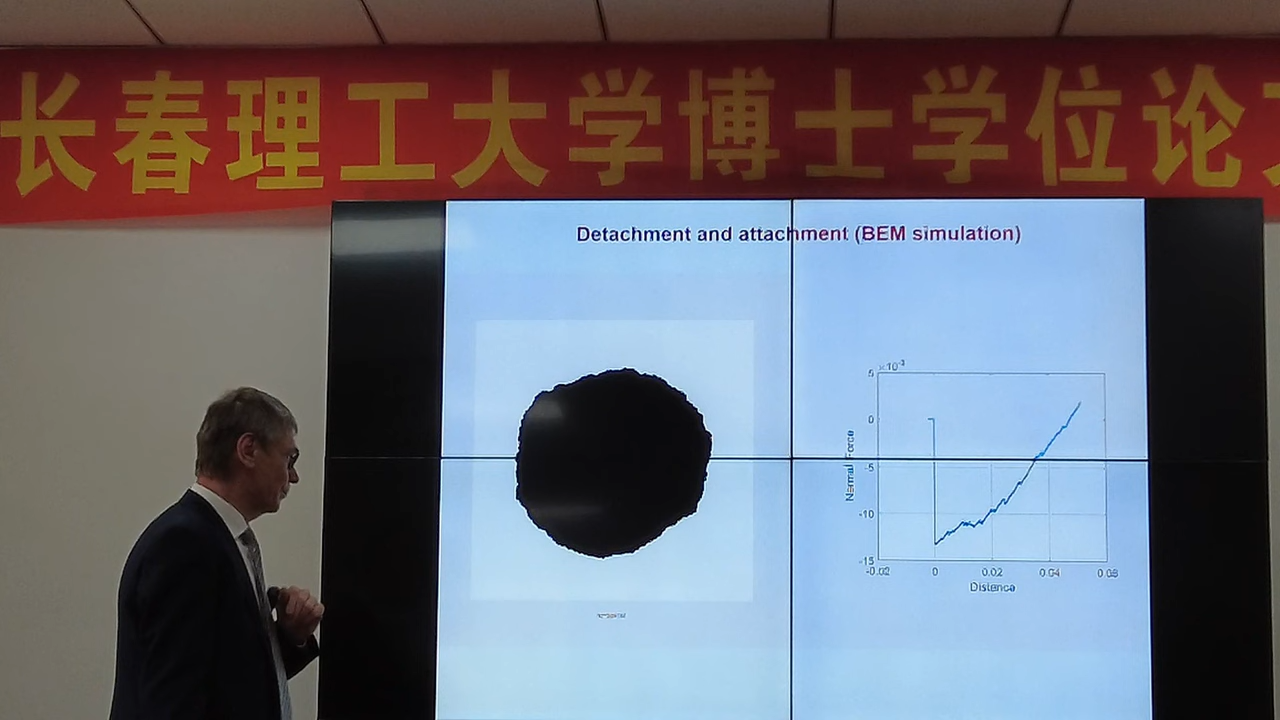 长春理工大学博士学位论
Detachment and attachment (BEM simulation)
×10⁻³
5
0
-5
-10
-15
Normal Force
-0.02 0 0.02 0.04 0.06
Distance